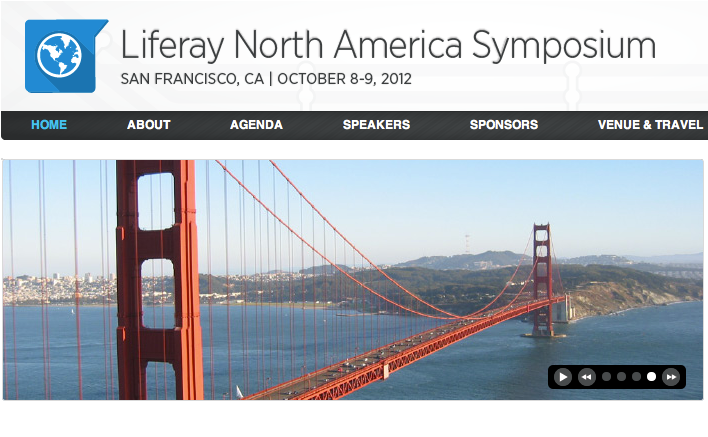 Liferay North America Symposium
SAN FRANCISCO, CA | OCTOBER 8-9, 2012
HOME ABOUT AGENDA SPEAKERS SPONSORS VENUE & TRAVEL